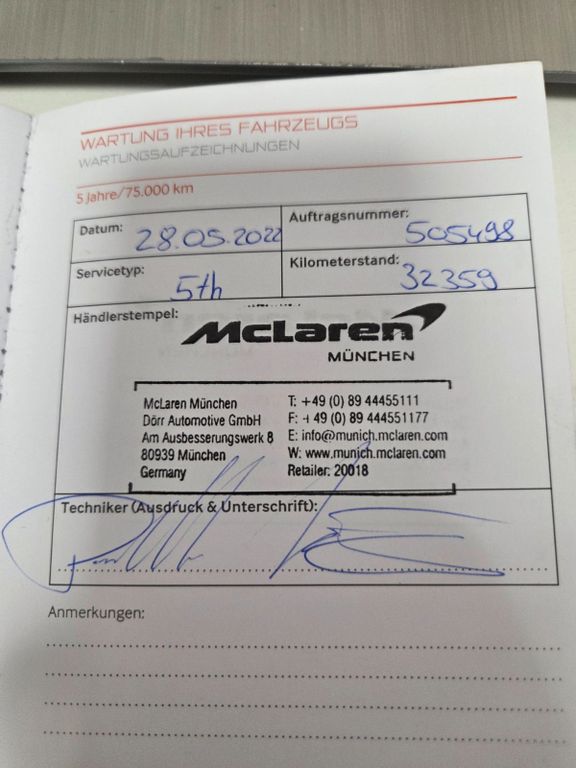 WARTUNG IHRES FAHRZEUGS
WARTUNGSAUFZEICHNUNGEN
5 Jahre/75.000 km
Datum: 28.05.2022
Auftragsnummer: 505498
Servicetyp: 5th
Kilometerstand: 32359
Händlerstempel:
McLaren
MÜNCHEN
McLaren München
Dörr Automotive GmbH
Am Ausbesserungswerk 8
80939 München
Germany
T: +49 (0) 89 44455111
F: +49 (0) 89 444551177
E: info@munich.mclaren.com
W: www.munich.mclaren.com
Retailer: 20018
Techniker (Ausdruck & Unterschrift):
Anmerkungen: